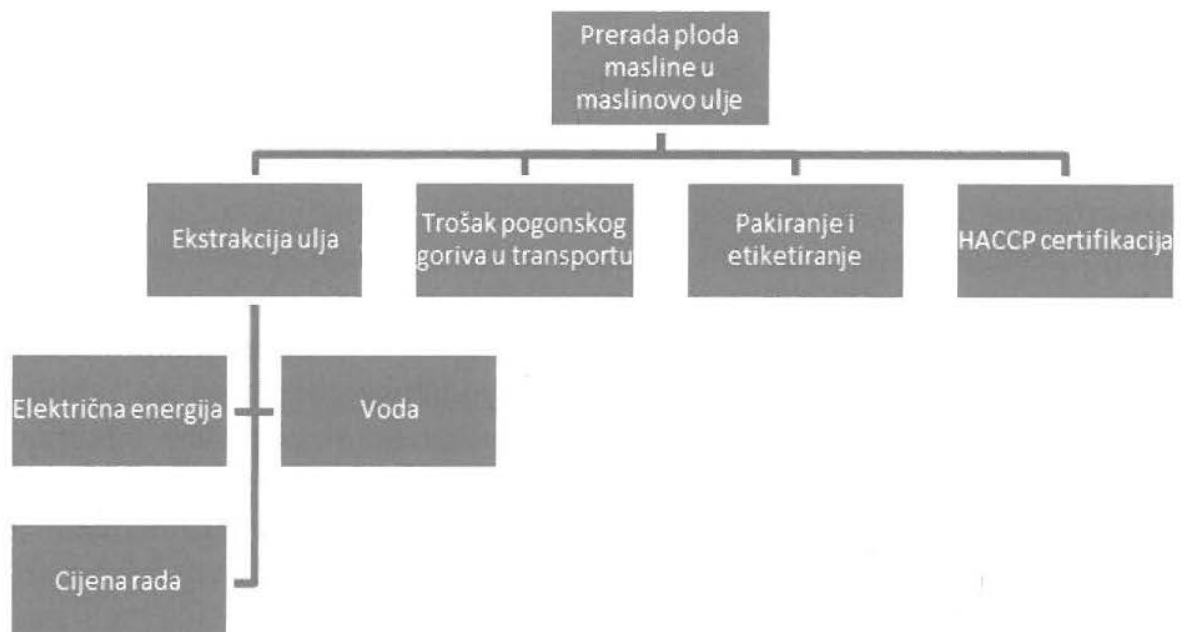 Prerada ploda
masline u
maslinovo ulje
Ekstrakcija ulja
Trošak pogonskog
goriva u transportu
Pakiranje i
etiketiranje
HACCP certifikacija
Električna energija
Voda
Cijena rada